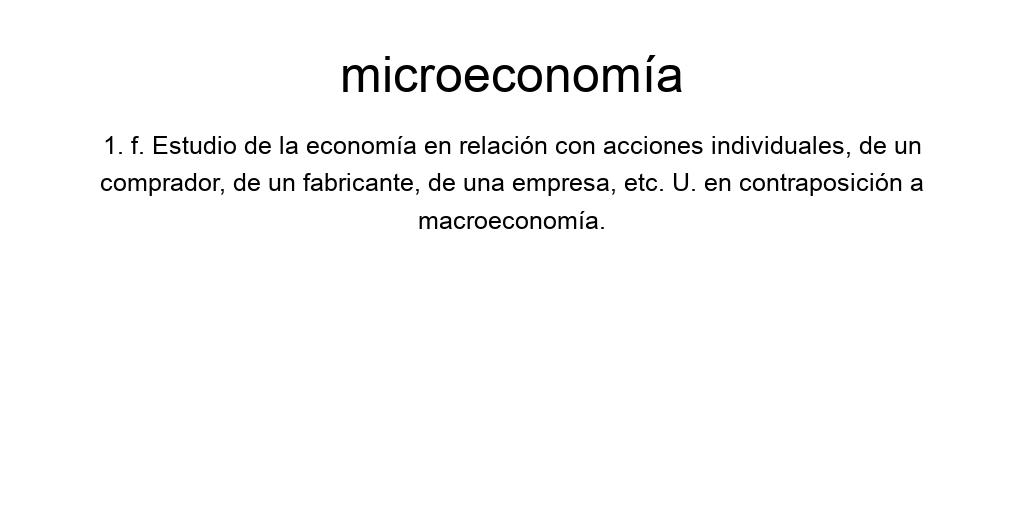 microeconomía
1. f. Estudio de la economía en relación con acciones individuales, de un
comprador, de un fabricante, de una empresa, etc. U. en contraposición a
macroeconomía.